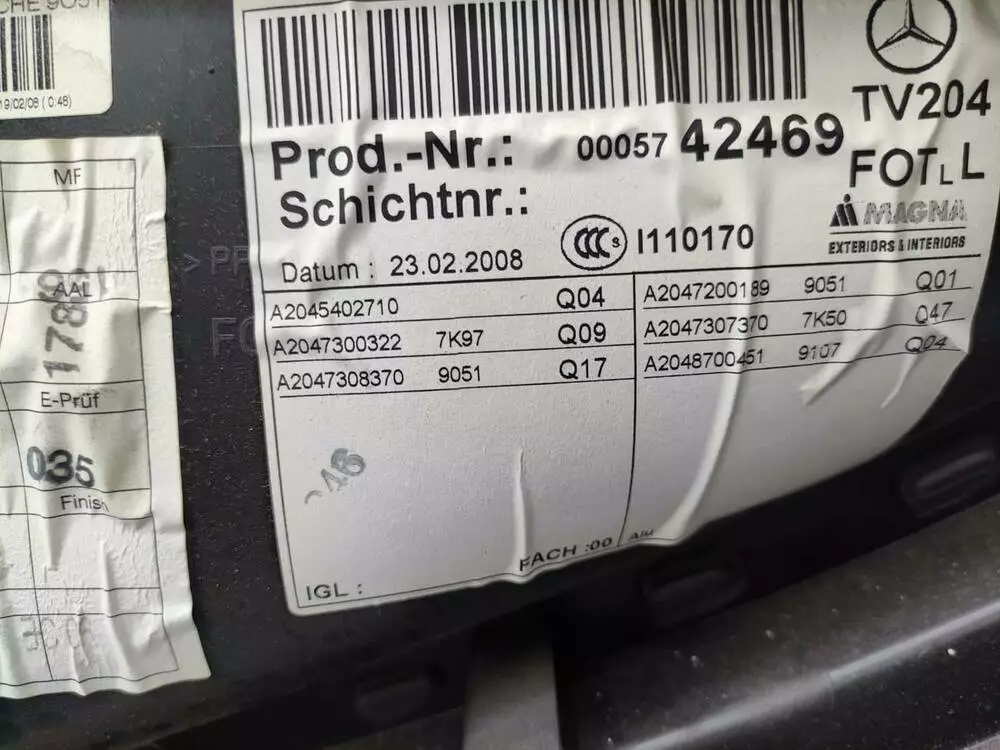 19/02/08 ( 0:48)
MF
AAL
E-Prüf
035
Finish
TV204
Prod.-Nr.: 00057 42469
FOT L L
Schichtnr.:
MAGNA
EXTERIORS & INTERIORS
Datum : 23.02.2008 CCC S I110170
A2045402710 Q04
A2047300322 7K97 Q09
A2047308370 9051 Q17
A2047200189 9051 Q01
A2047307370 7K50 Q47
A2048700451 9107 Q04
FACH :00
IGL :